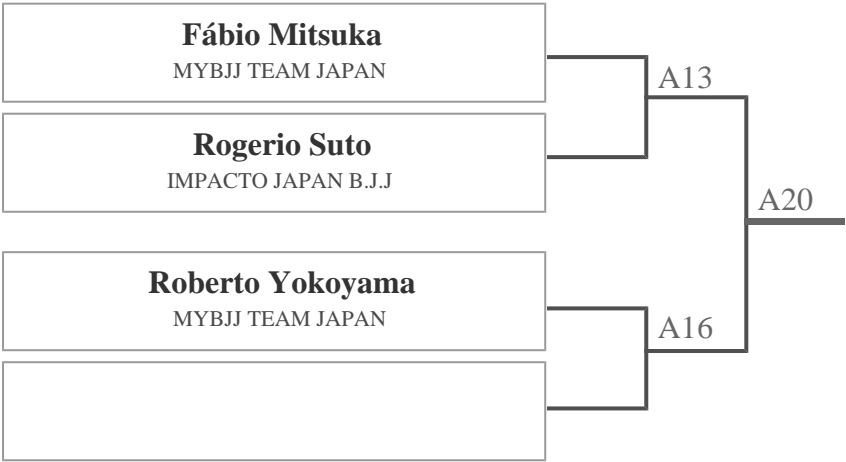 Fábio Mitsuka
MYBJJ TEAM JAPAN
A13
Rogerio Suto
IMPACTO JAPAN B.J.J
A20
Roberto Yokoyama
MYBJJ TEAM JAPAN
A16